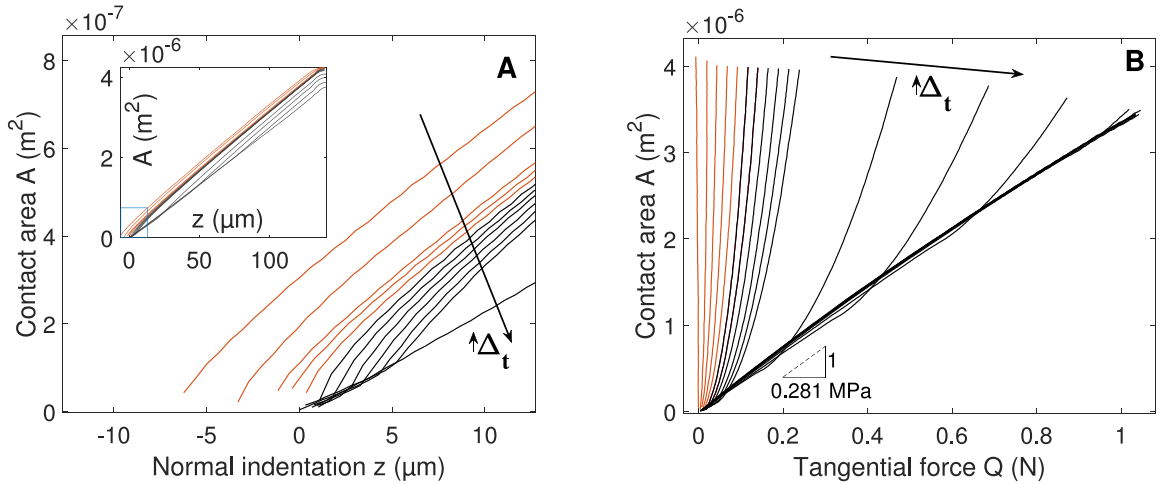 ×10⁻⁷
8
6
4
2
0
-10
-5
0
5
10
Contact area A (m²)
Normal indentation z (μm)
A
Δt
×10⁻⁶
4
2
0
0
50
100
A (m²)
z (μm)
×10⁻⁶
4
3
2
1
0
0
0.2
0.4
0.6
0.8
1
Contact area A (m²)
Tangential force Q (N)
B
Δt
1
0.281 MPa